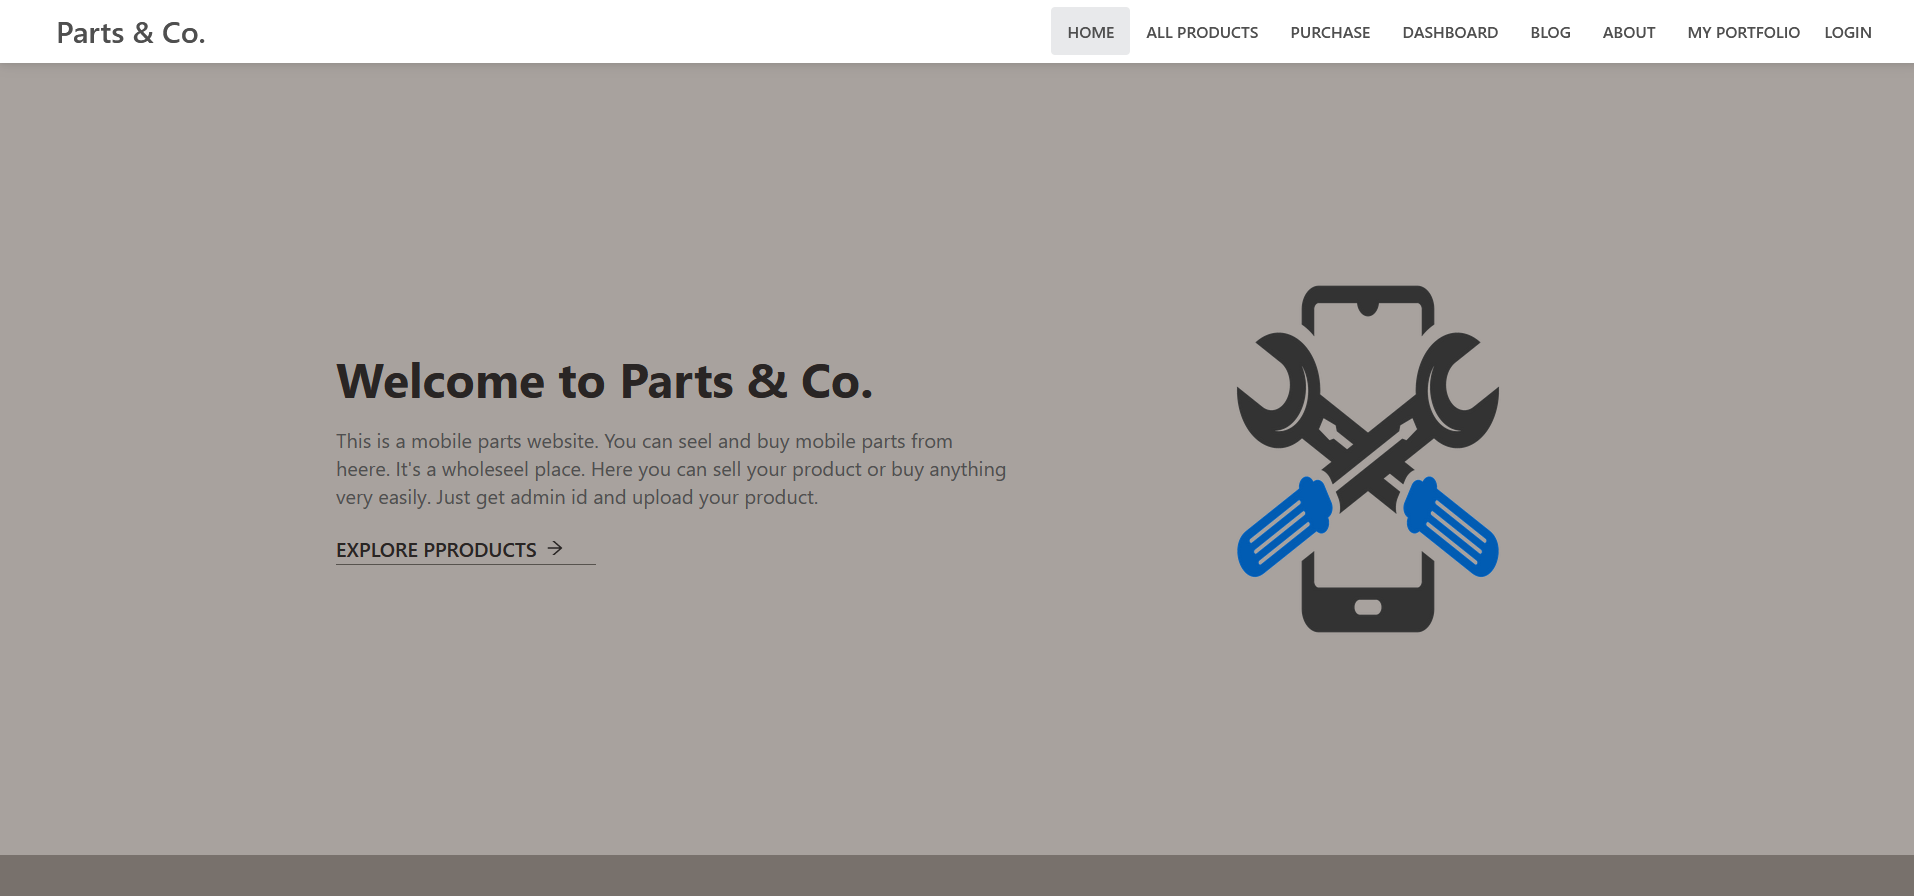 Parts & Co.
HOME ALL PRODUCTS PURCHASE DASHBOARD BLOG ABOUT MY PORTFOLIO LOGIN
Welcome to Parts & Co.
This is a mobile parts website. You can seel and buy mobile parts from
heere. It's a wholeseel place. Here you can sell your product or buy anything
very easily. Just get admin id and upload your product.
EXPLORE PPRODUCTS